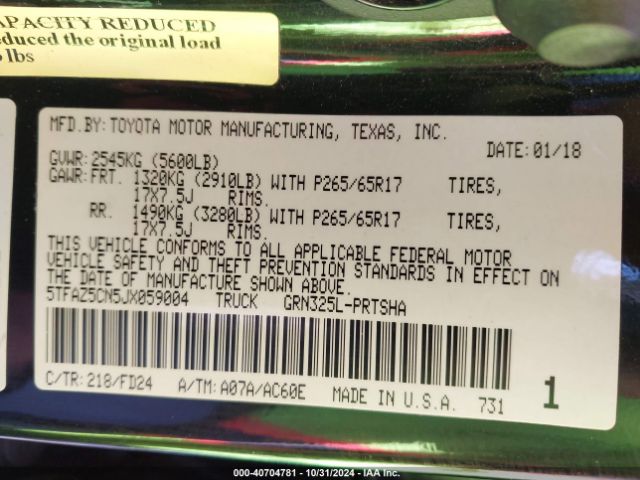 APACITY REDUCED
educed the original load
lbs
MFD.BY: TOYOTA MOTOR MANUFACTURING, TEXAS, INC.
DATE: 01/18
GVWR: 2545KG (5600LB)
GAWR: FRT. 1320KG (2910LB) WITH P265/65R17 TIRES,
17X7.5J RIMS.
RR. 1490KG (3280LB) WITH P265/65R17 TIRES,
17X7.5J RIMS.
THIS VEHICLE CONFORMS TO ALL APPLICABLE FEDERAL MOTOR
VEHICLE SAFETY AND THEFT PREVENTION STANDARDS IN EFFECT ON
THE DATE OF MANUFACTURE SHOWN ABOVE.
5TFAZ5CN5JX059004 TRUCK GRN325L-PRTSHA
C/TR: 218/FD24 A/TM: A07A/AC60E MADE IN U.S.A. 731 1
000-40704781 - 10/31/2024 - IAA Inc.